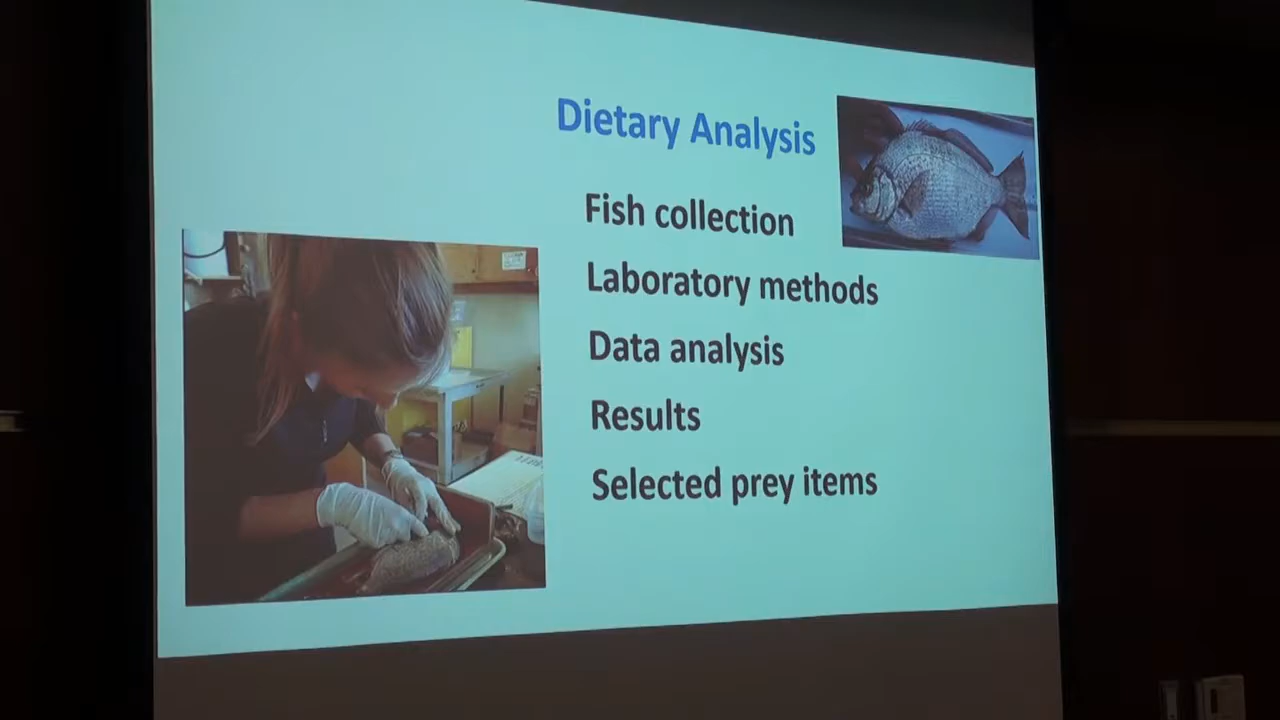 Dietary Analysis
Fish collection
Laboratory methods
Data analysis
Results
Selected prey items